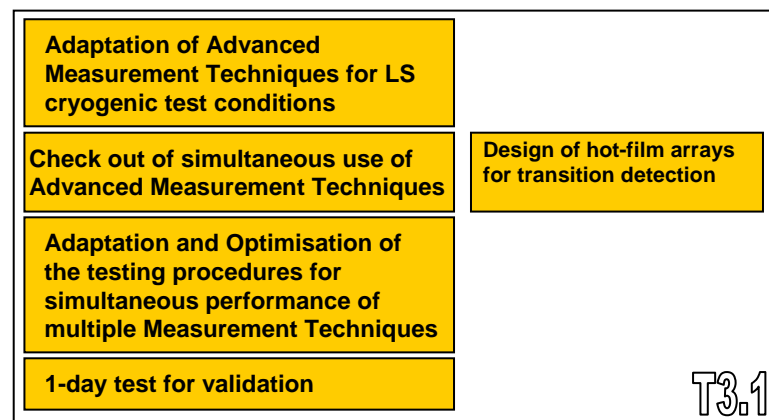 Adaptation of Advanced
Measurement Techniques for LS
cryogenic test conditions
Check out of simultaneous use of
Advanced Measurement Techniques
Design of hot-film arrays
for transition detection
Adaptation and Optimisation of
the testing procedures for
simultaneous performance of
multiple Measurement Techniques
1-day test for validation
T3.1